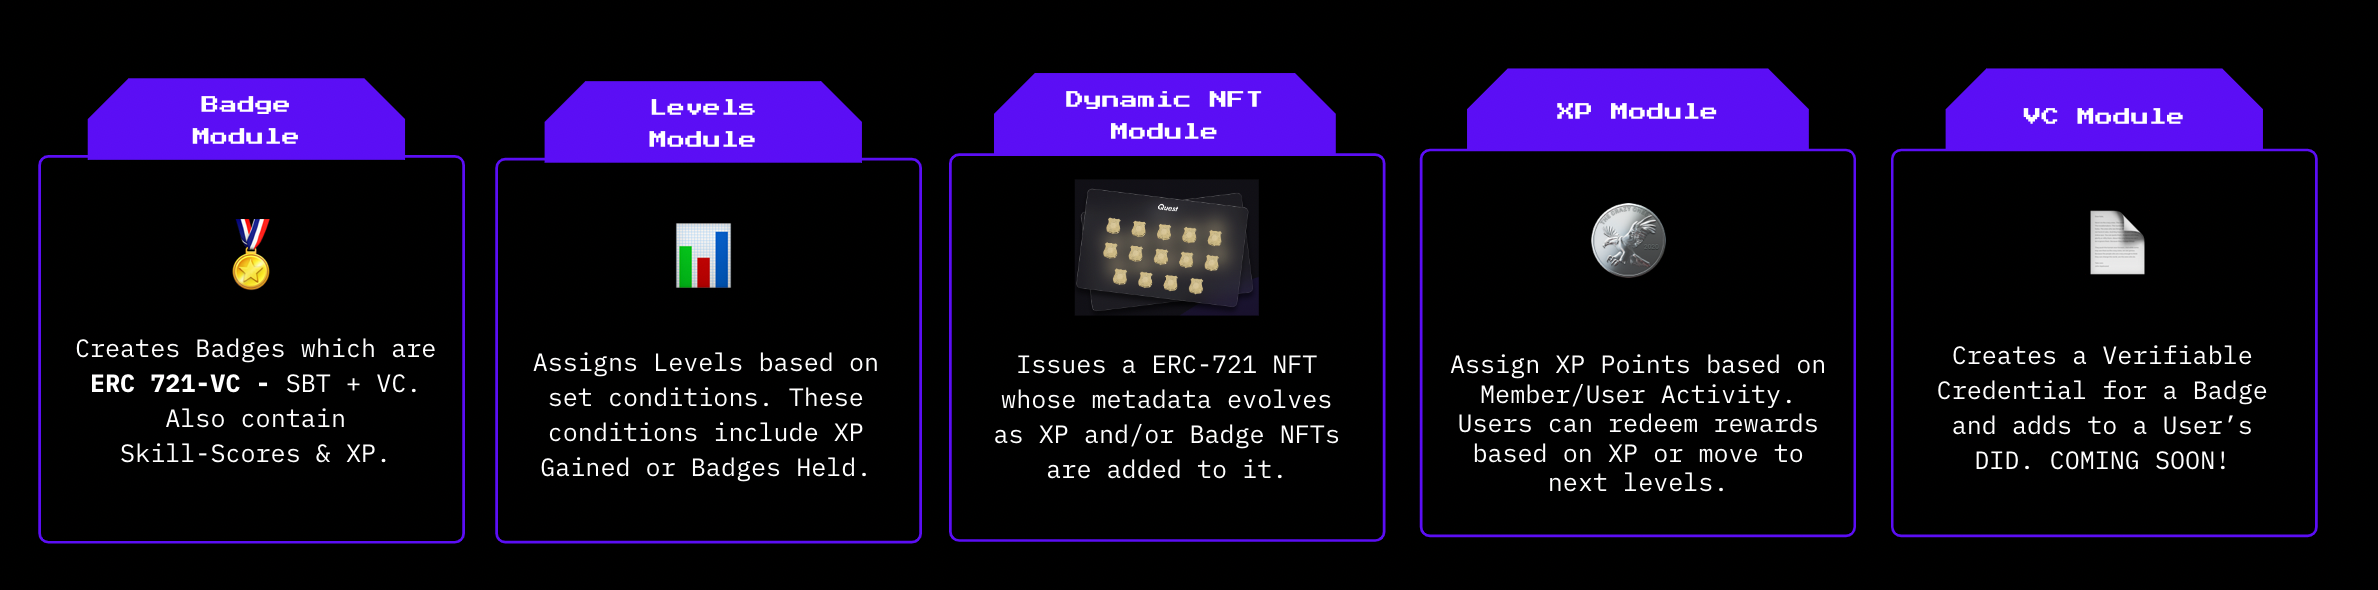 Badge
Module
Creates Badges which are
ERC 721-VC - SBT + VC.
Also contain
Skill-Scores & XP.
Levels
Module
Assigns Levels based on
set conditions. These
conditions include XP
Gained or Badges Held.
Dynamic NFT
Module
Quest
Issues a ERC-721 NFT
whose metadata evolves
as XP and/or Badge NFTs
are added to it.
XP Module
Assign XP Points based on
Member/User Activity.
Users can redeem rewards
based on XP or move to
next levels.
VC Module
Creates a Verifiable
Credential for a Badge
and adds to a User’s
DID. COMING SOON!